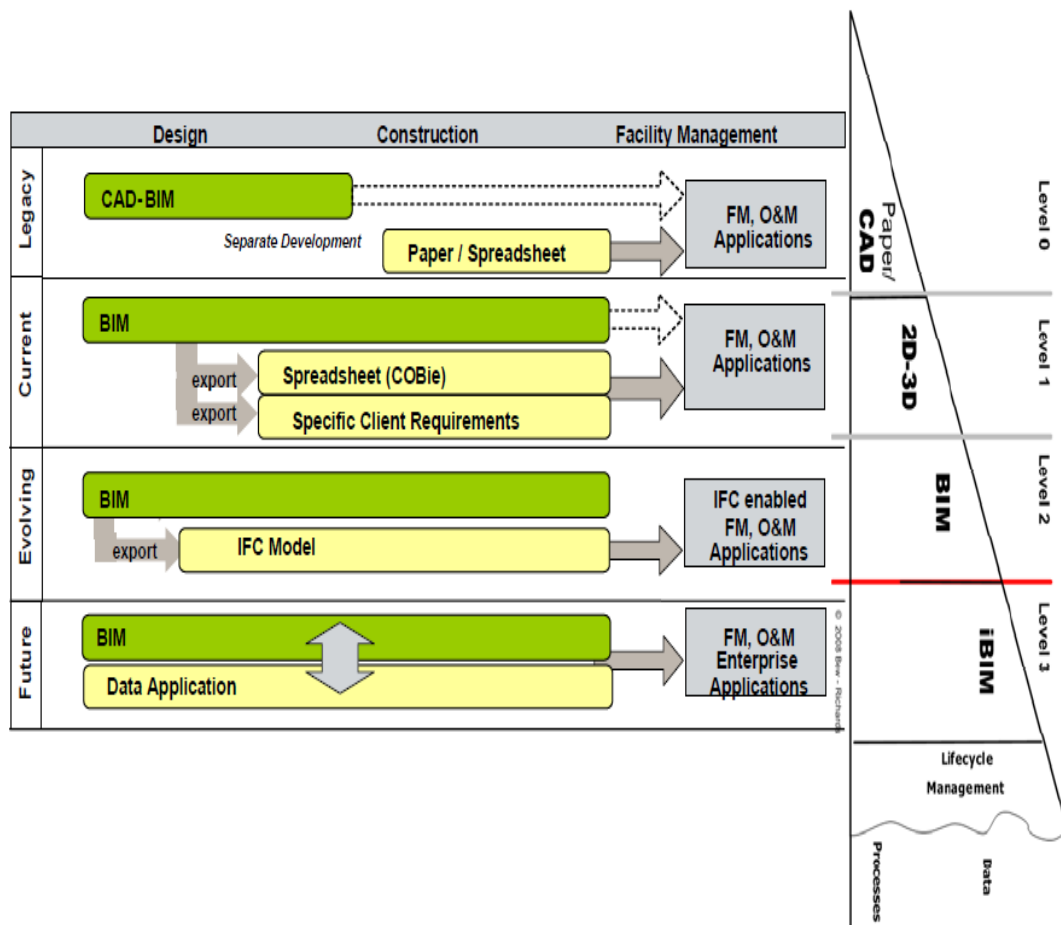 Design Construction Facility Management
Legacy
CAD-BIM
Separate Development
Paper / Spreadsheet
FM, O&M
Applications
Current
BIM
export
Spreadsheet (COBie)
export
Specific Client Requirements
FM, O&M
Applications
Evolving
BIM
export
IFC Model
IFC enabled
FM, O&M
Applications
Future
BIM
Data Application
FM, O&M
Enterprise
Applications
© 2008 Bew - Richards
Paper/
CAD
Level 0
2D-3D
Level 1
BIM
Level 2
iBIM
Level 3
Lifecycle
Management
Processes
Data